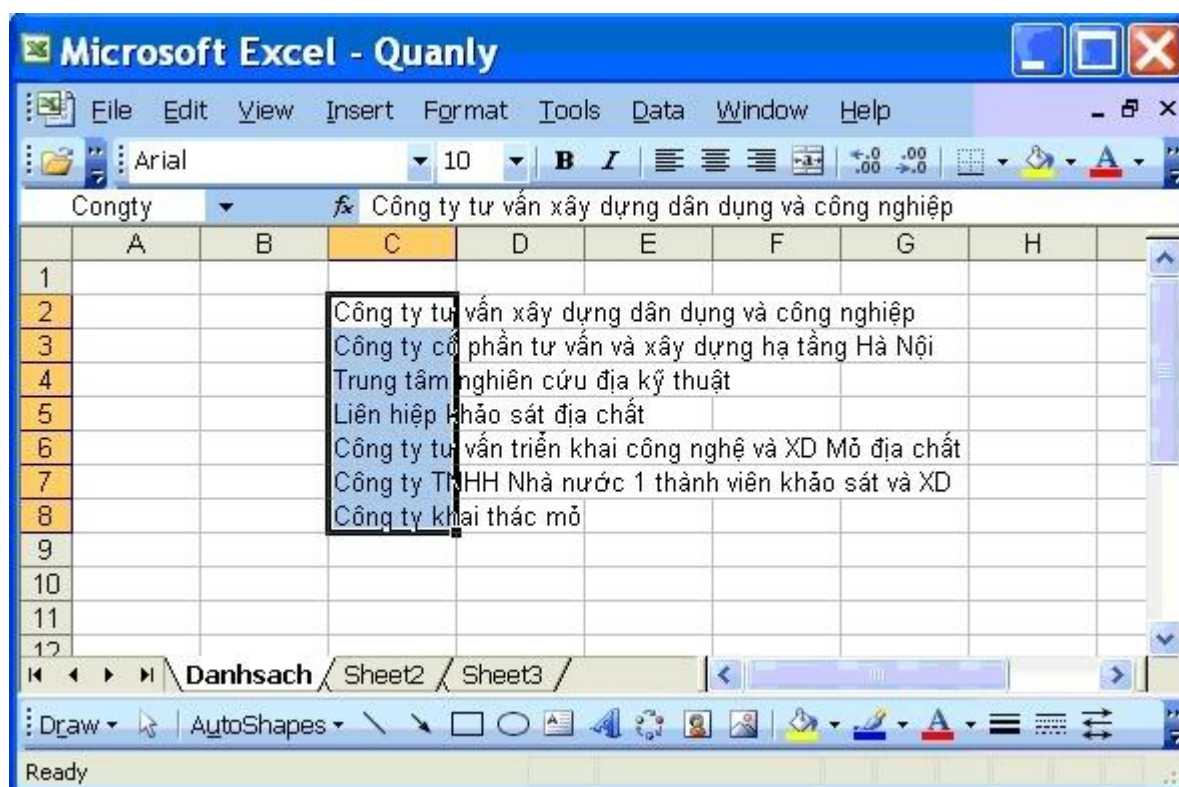 Microsoft Excel - Quanly
File Edit View Insert Format Tools Data Window Help
Arial 10 B I
Congty fx Công ty tư vấn xây dựng dân dụng và công nghiệp
A B C D E F G H
1
2 Công ty tư vấn xây dựng dân dụng và công nghiệp
3 Công ty cổ phần tư vấn và xây dựng hạ tầng Hà Nội
4 Trung tâm nghiên cứu địa kỹ thuật
5 Liên hiệp khảo sát địa chất
6 Công ty tư vấn triển khai công nghệ và XD Mỏ địa chất
7 Công ty TNHH Nhà nước 1 thành viên khảo sát và XD
8 Công ty khai thác mỏ
9
10
11
12
Danhsach Sheet2 Sheet3
Draw AutoShapes
Ready